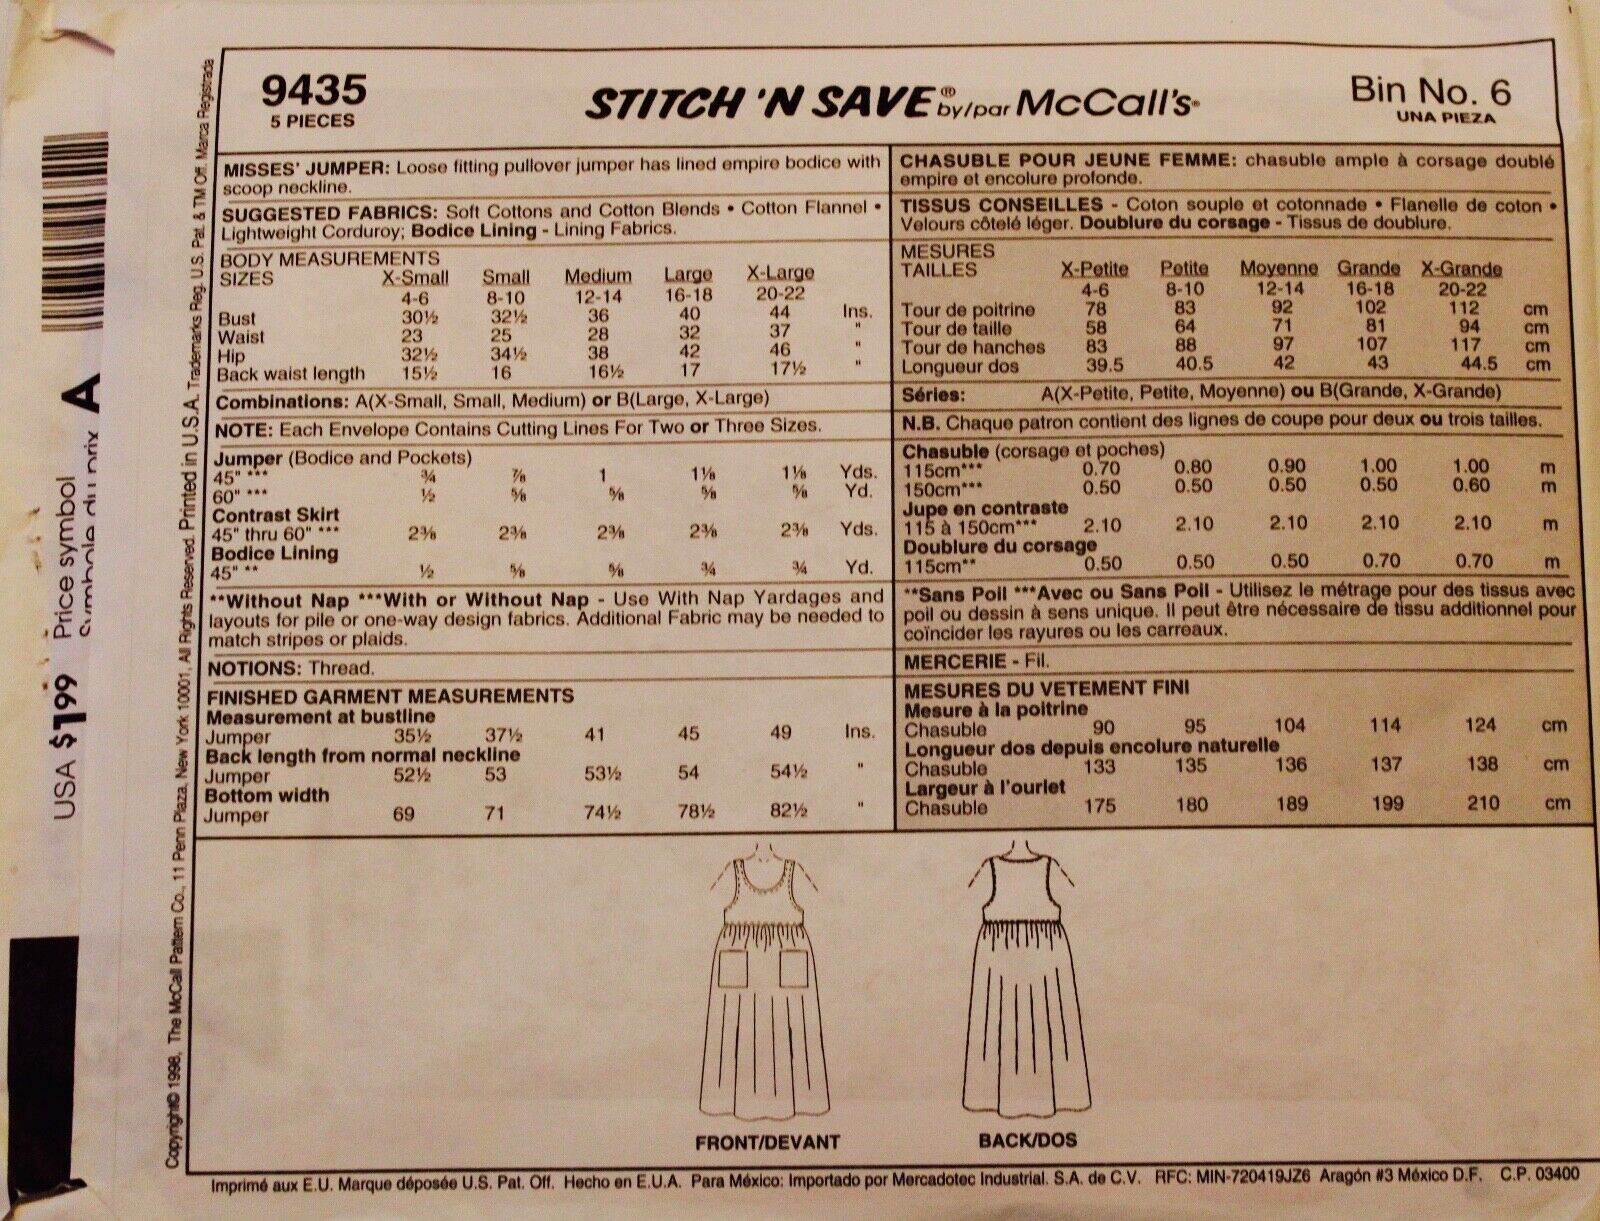 9435
5 PIECES
STITCH 'N SAVE® by/par McCall's®
Bin No. 6
UNA PIEZA
MISSES' JUMPER: Loose fitting pullover jumper has lined empire bodice with
scoop neckline.
SUGGESTED FABRICS: Soft Cottons and Cotton Blends • Cotton Flannel •
Lightweight Corduroy; Bodice Lining - Lining Fabrics.
BODY MEASUREMENTS
SIZES X-Small Small Medium Large X-Large
4-6 8-10 12-14 16-18 20-22
Bust 30½ 32½ 36 40 44 Ins.
Waist 23 25 28 32 37 "
Hip 32½ 34½ 38 42 46 "
Back waist length 15½ 16 16½ 17 17½ "
Combinations: A(X-Small, Small, Medium) or B(Large, X-Large)
NOTE: Each Envelope Contains Cutting Lines For Two or Three Sizes.
Jumper (Bodice and Pockets)
45" *** ¾ ⅞ 1 1⅛ 1⅛ Yds.
60" *** ½ ⅝ ⅝ ⅝ ⅝ Yd.
Contrast Skirt
45" thru 60" *** 2⅜ 2⅜ 2⅜ 2⅜ 2⅜ Yds.
Bodice Lining
45" ** ½ ⅝ ⅝ ¾ ¾ Yd.
**Without Nap ***With or Without Nap - Use With Nap Yardages and
layouts for pile or one-way design fabrics. Additional Fabric may be needed to
match stripes or plaids.
NOTIONS: Thread.
FINISHED GARMENT MEASUREMENTS
Measurement at bustline
Jumper 35½ 37½ 41 45 49 Ins.
Back length from normal neckline
Jumper 52½ 53 53½ 54 54½ "
Bottom width
Jumper 69 71 74½ 78½ 82½ "
CHASUBLE POUR JEUNE FEMME: chasuble ample à corsage doublé
empire et encolure profonde.
TISSUS CONSEILLES - Coton souple et cotonnade • Flanelle de coton •
Velours côtelé léger. Doublure du corsage - Tissus de doublure.
MESURES
TAILLES X-Petite Petite Moyenne Grande X-Grande
4-6 8-10 12-14 16-18 20-22
Tour de poitrine 78 83 92 102 112 cm
Tour de taille 58 64 71 81 94 cm
Tour de hanches 83 88 97 107 117 cm
Longueur dos 39.5 40.5 42 43 44.5 cm
Séries: A(X-Petite, Petite, Moyenne) ou B(Grande, X-Grande)
N.B. Chaque patron contient des lignes de coupe pour deux ou trois tailles.
Chasuble (corsage et poches)
115cm*** 0.70 0.80 0.90 1.00 1.00 m
150cm*** 0.50 0.50 0.50 0.50 0.60 m
Jupe en contraste
115 à 150cm*** 2.10 2.10 2.10 2.10 2.10 m
Doublure du corsage
115cm** 0.50 0.50 0.50 0.70 0.70 m
**Sans Poil ***Avec ou Sans Poil - Utilisez le métrage pour des tissus avec
poil ou dessin à sens unique. Il peut être nécessaire de tissu additionnel pour
coïncider les rayures ou les carreaux.
MERCERIE - Fil.
MESURES DU VETEMENT FINI
Mesure à la poitrine
Chasuble 90 95 104 114 124 cm
Longueur dos depuis encolure naturelle
Chasuble 133 135 136 137 138 cm
Largeur à l'ourlet
Chasuble 175 180 189 199 210 cm
FRONT/DEVANT
BACK/DOS
Imprimé aux E.U. Marque déposée U.S. Pat. Off. Hecho en E.U.A. Para México: Importado por Mercadotec Industrial. S.A. de C.V. RFC: MIN-720419JZ6 Aragón #3 México D.F. C.P. 03400
Copyright© 1998, The McCall Pattern Co., 11 Penn Plaza, New York 10001, All Rights Reserved. Printed in U.S.A. Trademarks Reg. U.S. Pat. & TM Off. Marca Registrada
USA $1.99 Price symbol A
Symbole du prix